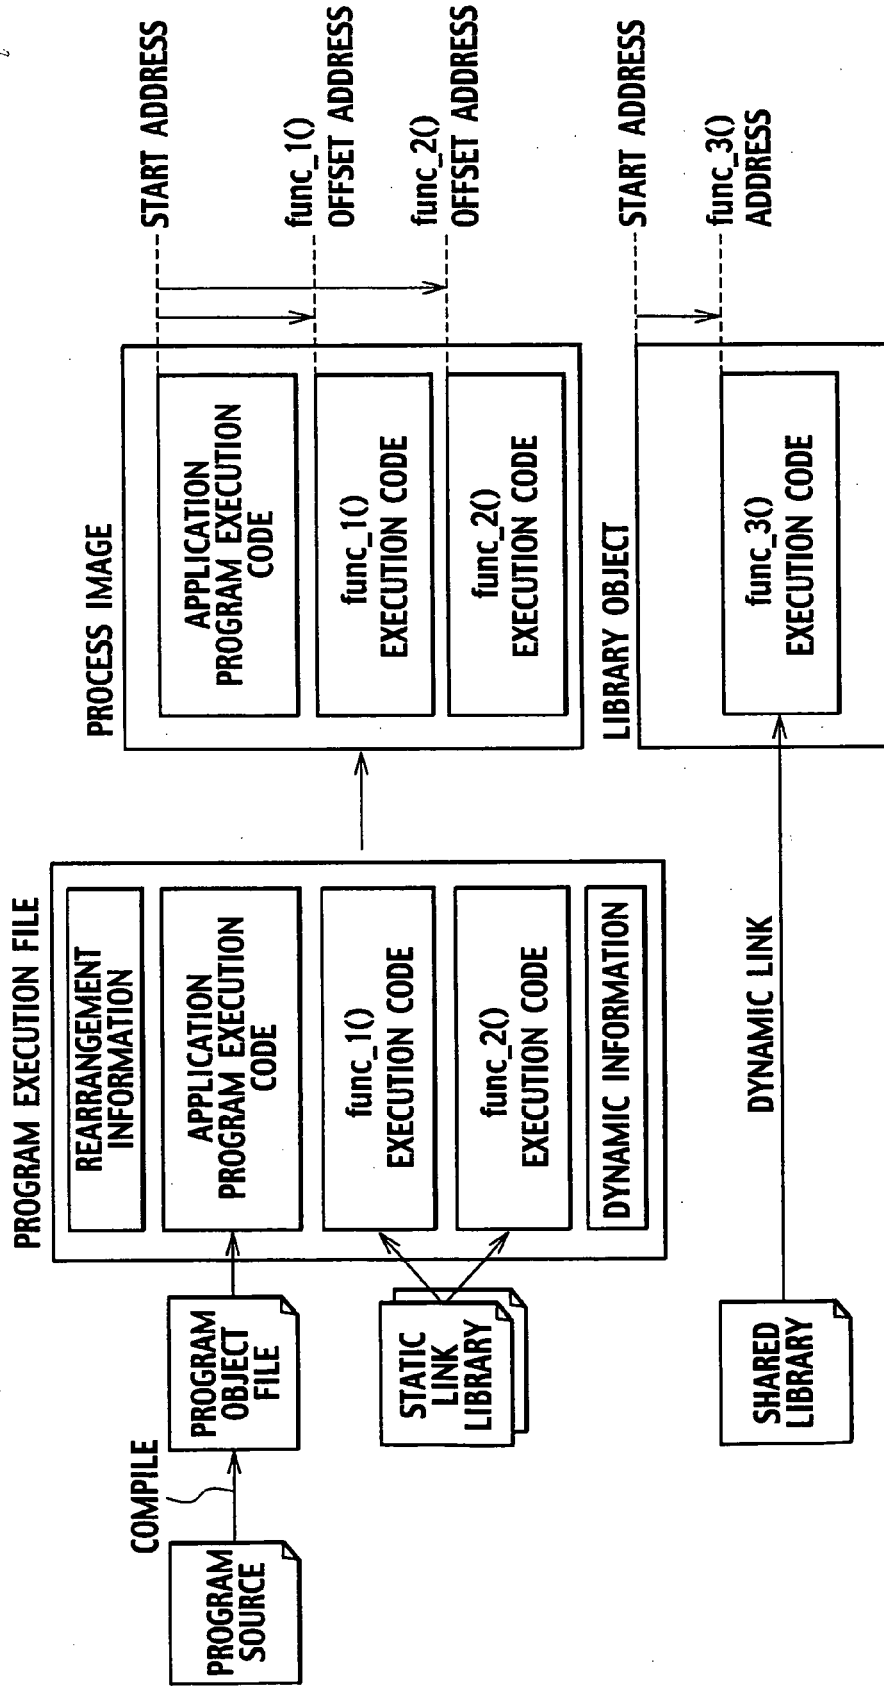 COMPILE
PROGRAM
SOURCE
PROGRAM
OBJECT
FILE
STATIC
LINK
LIBRARY
SHARED
LIBRARY
PROGRAM EXECUTION FILE
REARRANGEMENT
INFORMATION
APPLICATION
PROGRAM EXECUTION
CODE
func_1()
EXECUTION CODE
func_2()
EXECUTION CODE
DYNAMIC INFORMATION
DYNAMIC LINK
PROCESS IMAGE
APPLICATION
PROGRAM EXECUTION
CODE
func_1()
EXECUTION CODE
func_2()
EXECUTION CODE
LIBRARY OBJECT
func_3()
EXECUTION CODE
START ADDRESS
func_1()
OFFSET ADDRESS
func_2()
OFFSET ADDRESS
START ADDRESS
func_3()
ADDRESS